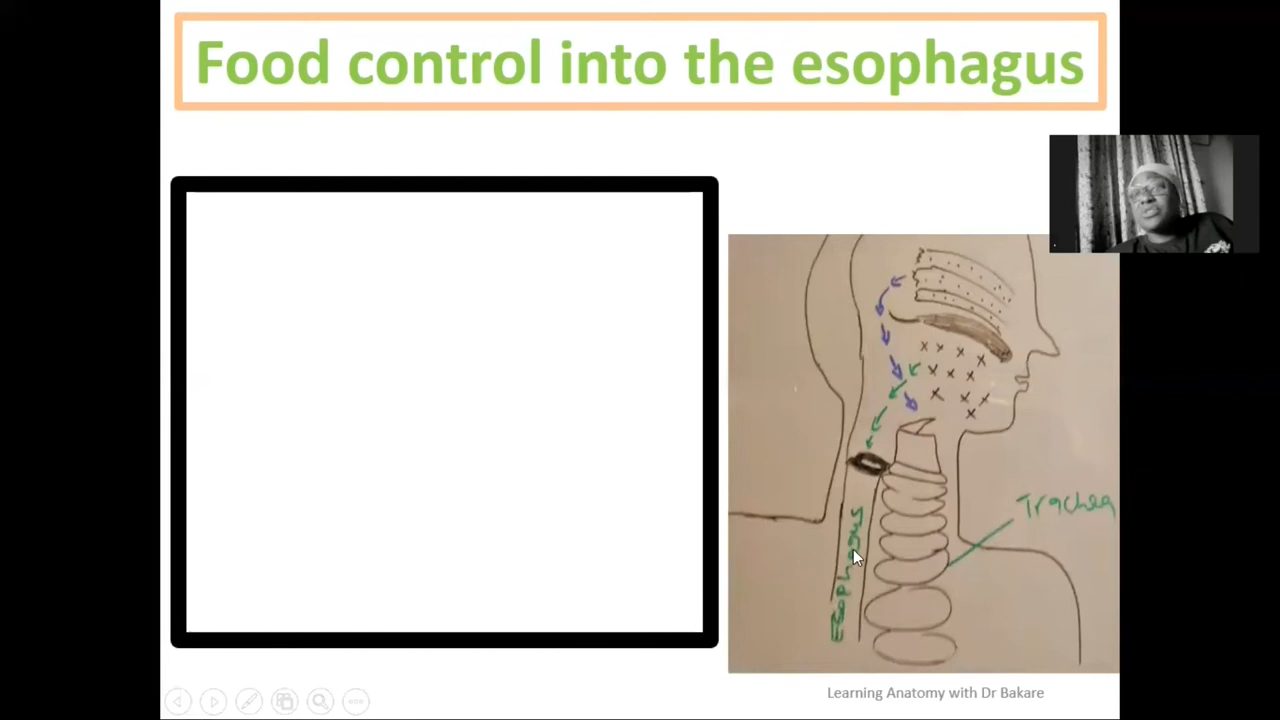 Food control into the esophagus
Esophagus
Trachea
Learning Anatomy with Dr Bakare